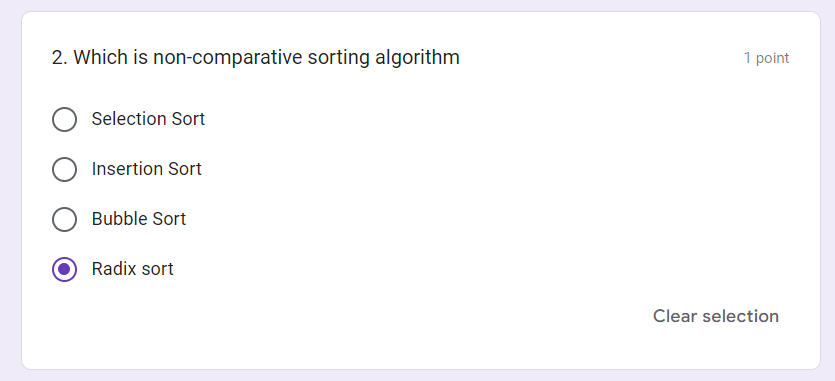 2. Which is non-comparative sorting algorithm
1 point
Selection Sort
Insertion Sort
Bubble Sort
Radix sort
Clear selection